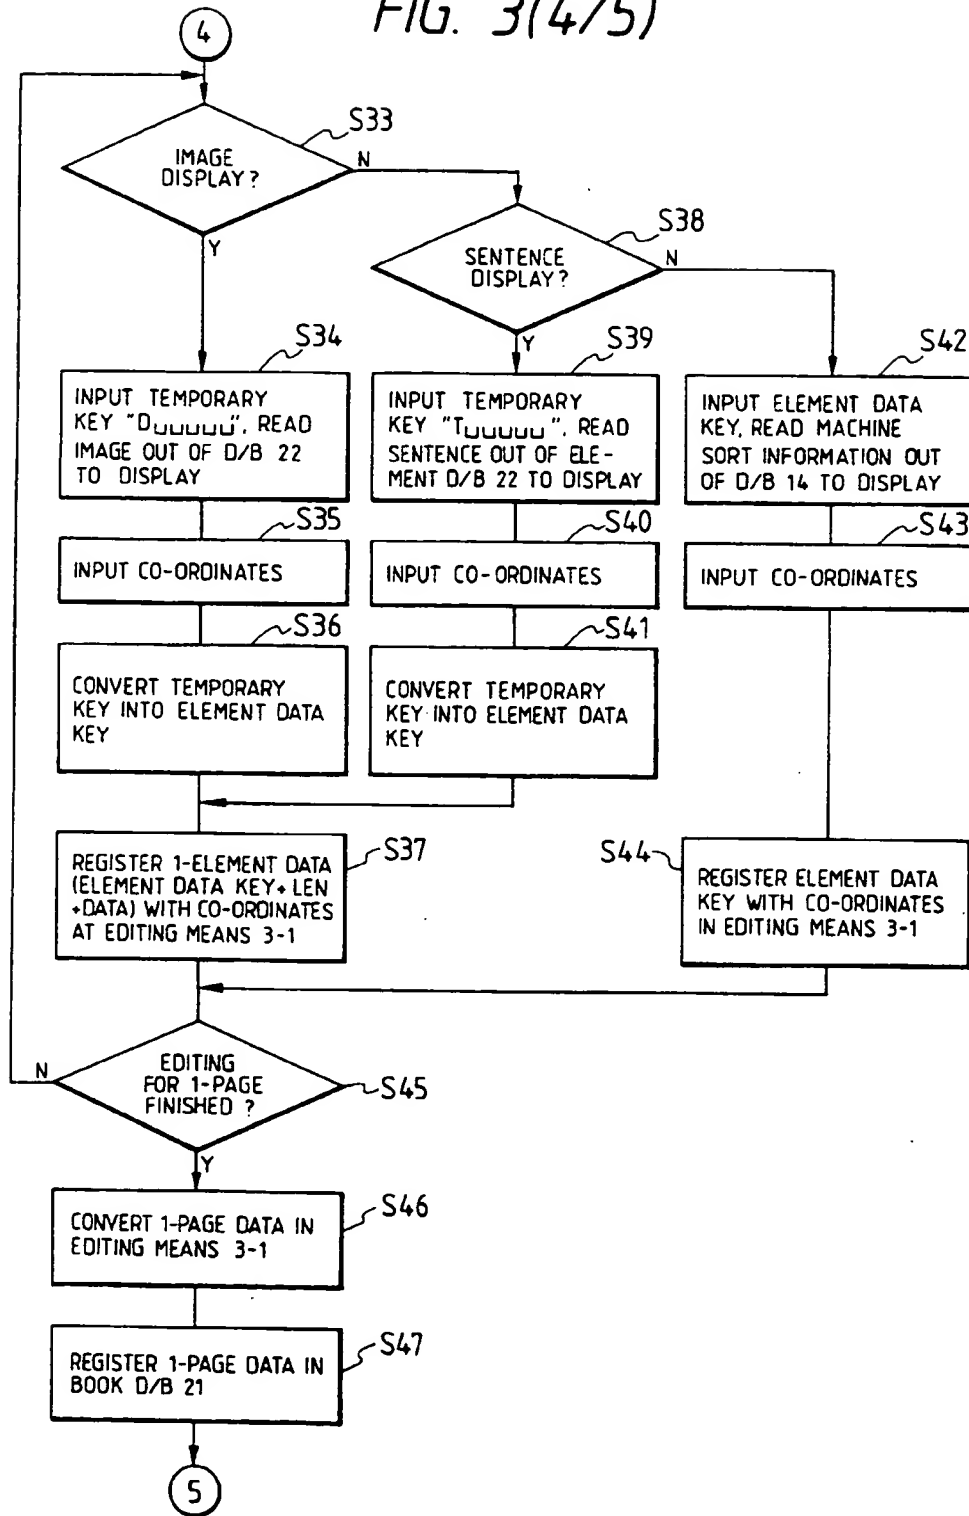 FIG. 3(4/5)
4
S33
IMAGE
DISPLAY?
N
Y
S38
SENTENCE
DISPLAY?
N
Y
S34
INPUT TEMPORARY
KEY "D␣␣␣␣␣". READ
IMAGE OUT OF D/B 22
TO DISPLAY
S39
INPUT TEMPORARY
KEY "T␣␣␣␣␣". READ
SENTENCE OUT OF ELE-
MENT D/B 22 TO DISPLAY
S42
INPUT ELEMENT DATA
KEY, READ MACHINE
SORT INFORMATION OUT
OF D/B 14 TO DISPLAY
S35
INPUT CO-ORDINATES
S40
INPUT CO-ORDINATES
S43
INPUT CO-ORDINATES
S36
CONVERT TEMPORARY
KEY INTO ELEMENT DATA
KEY
S41
CONVERT TEMPORARY
KEY INTO ELEMENT DATA
KEY
S37
REGISTER 1-ELEMENT DATA
(ELEMENT DATA KEY+LEN
+DATA) WITH CO-ORDINATES
AT EDITING MEANS 3-1
S44
REGISTER ELEMENT DATA
KEY WITH CO-ORDINATES
IN EDITING MEANS 3-1
EDITING
FOR 1-PAGE
FINISHED ?
N
S45
Y
S46
CONVERT 1-PAGE DATA IN
EDITING MEANS 3-1
S47
REGISTER 1-PAGE DATA IN
BOOK D/B 21
5